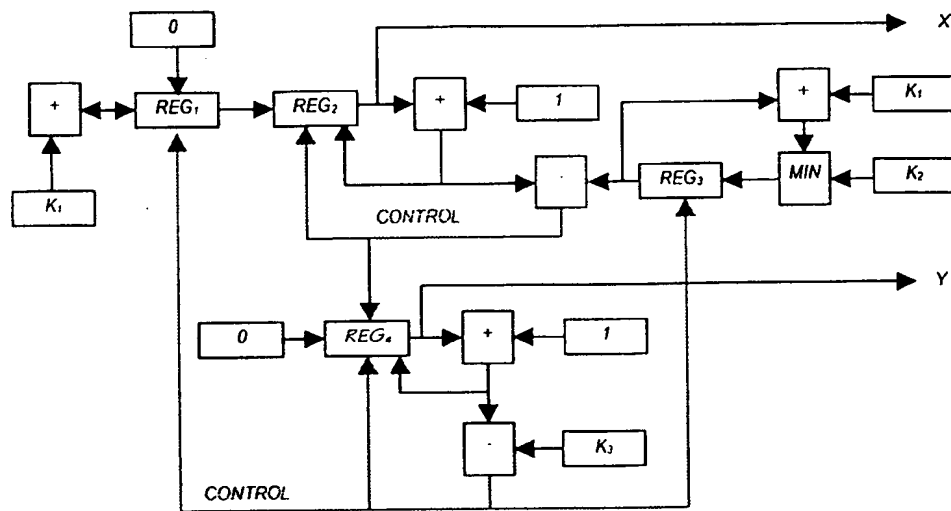 0
X
+
REG₁
REG₂
+
1
+
K₁
K₁
-
REG₃
MIN
K₂
CONTROL
Y
0
REG₄
+
1
-
K₃
CONTROL